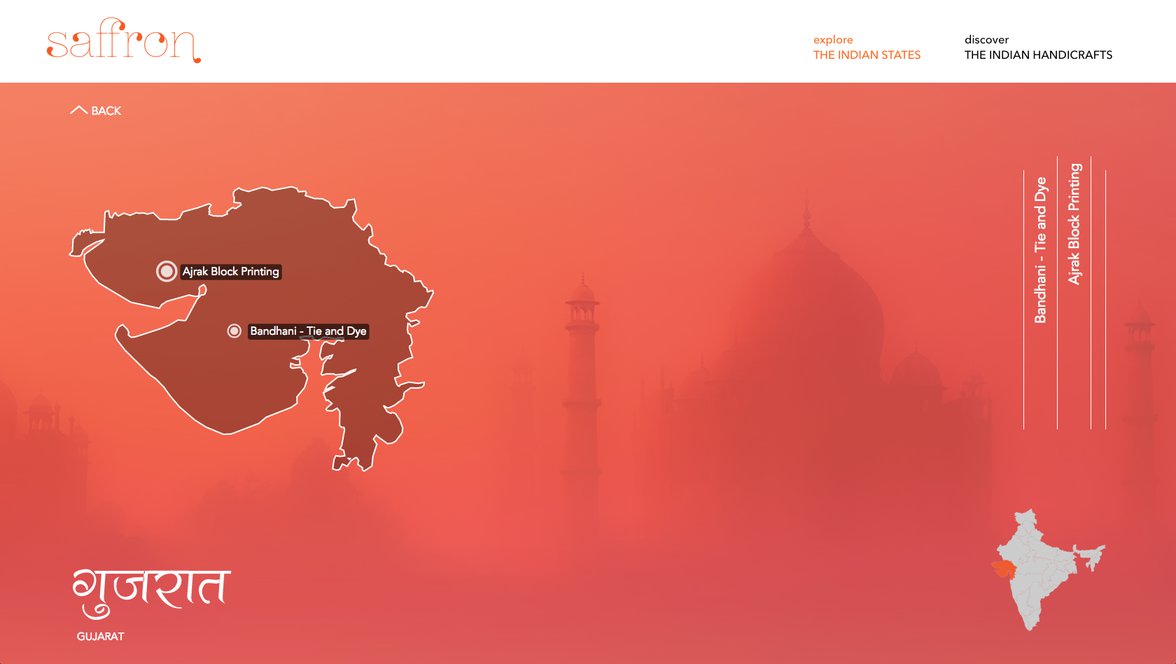 saffron
explore
THE INDIAN STATES
discover
THE INDIAN HANDICRAFTS
BACK
Ajrak Block Printing
Bandhani - Tie and Dye
Bandhani - Tie and Dye
Ajrak Block Printing
गुजरात
GUJARAT